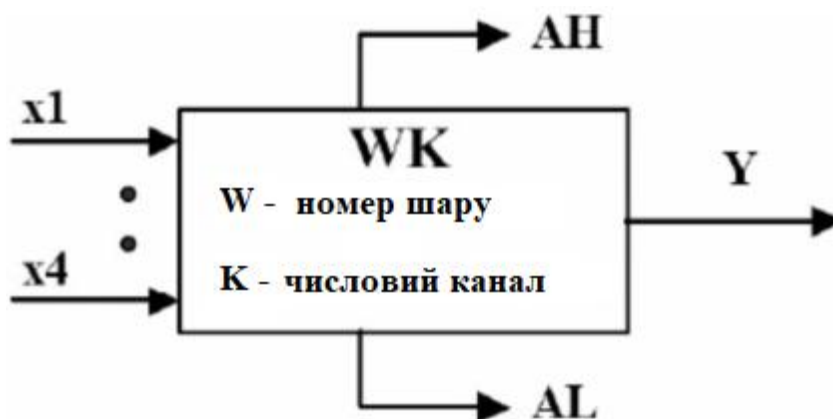 AH
x1
WK
W - номер шару
Y
K - числовий канал
x4
AL